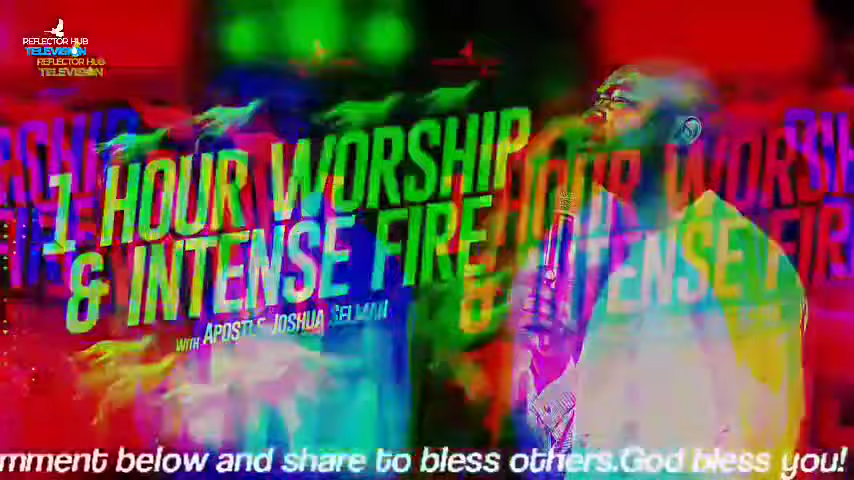 REFLECTOR HUB
TELEVISION
REFLECTOR HUB
TELEVISION
1 HOUR WORSHIP
& INTENSE FIRE
WITH APOSTLE JOSHUA SELMAN
mment below and share to bless others.God bless you!